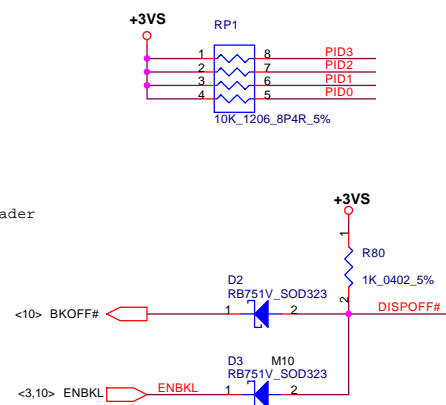 +3VS
RP1
1 8 PID3
2 7 PID2
3 6 PID1
4 5 PID0
10K_1206_8P4R_5%
ader
+3VS
1
R80
1K_0402_5%
2
D2
RB751V_SOD323
<10> BKOFF# 1 2 DISPOFF#
D3 M10
RB751V_SOD323
<3,10> ENBKL ENBKL 1 2